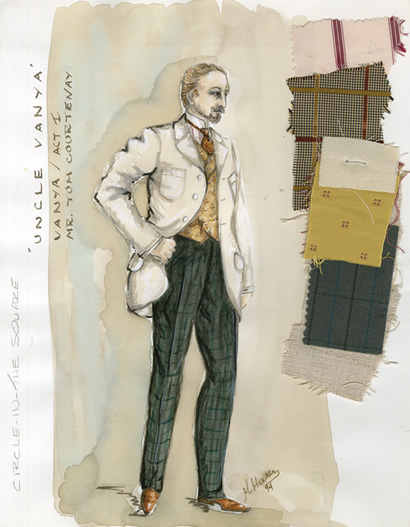 "UNCLE VANYA"
VANYA / ACT I
MR. TOM COURTENAY
CIRCLE-IN-THE SQUARE